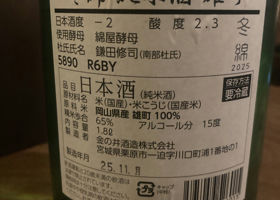 日本酒度 －2 酸度 2.3
使用酵母 綿屋酵母
杜氏氏名 鎌田修司(南部杜氏)
5890 R6BY
冬綿
2025
日本酒(純米酒)
保存方法
要冷蔵
原材料名 米(国産)・米こうじ(国産米)
原料米 岡山県産 雄町 100%
精米歩合 65% アルコール分 15度
内容量 1.8ℓ
製造者 金の井酒造株式会社
宮城県栗原市一迫字川口町浦1番地の1
製造年月 25.11月
キャップ